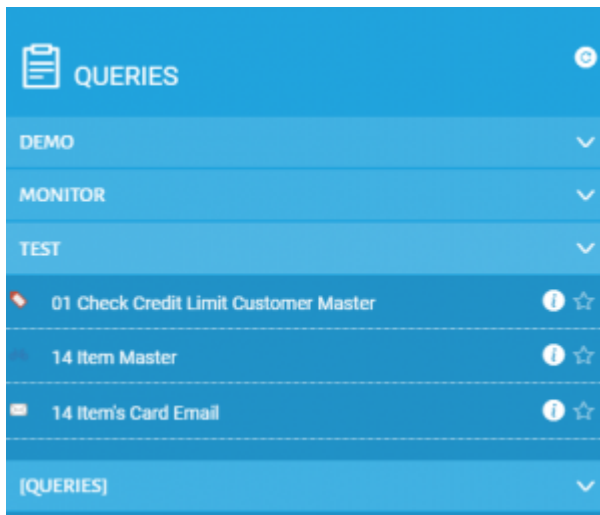 QUERIES
DEMO
MONITOR
TEST
01 Check Credit Limit Customer Master
14 Item Master
14 Item's Card Email
[QUERIES]